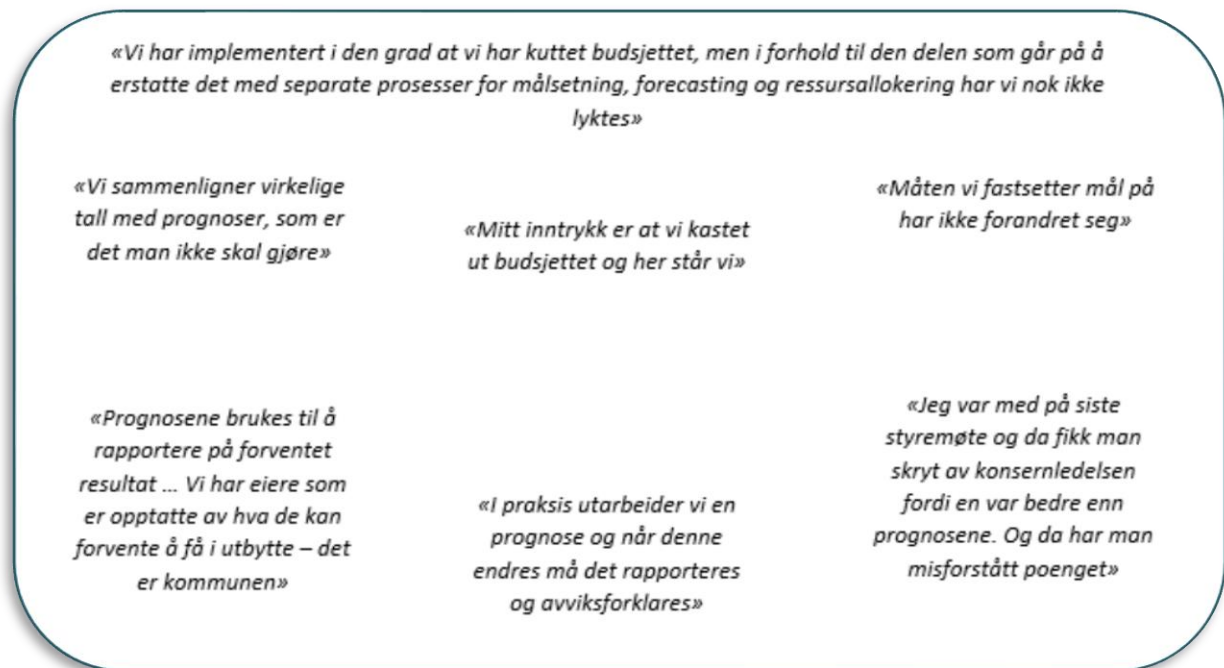 «Vi har implementert i den grad at vi har kuttet budsjettet, men i forhold til den delen som går på å
erstatte det med separate prosesser for målsetning, forecasting og ressursallokering har vi nok ikke
lyktes»
«Vi sammenligner virkelige
tall med prognoser, som er
det man ikke skal gjøre»
«Mitt inntrykk er at vi kastet
ut budsjettet og her står vi»
«Måten vi fastsetter mål på
har ikke forandret seg»
«Prognosene brukes til å
rapportere på forventet
resultat ... Vi har eiere som
er opptatte av hva de kan
forvente å få i utbytte – det
er kommunen»
«I praksis utarbeider vi en
prognose og når denne
endres må det rapporteres
og avviksforklares»
«Jeg var med på siste
styremøte og da fikk man
skryt av konsernledelsen
fordi en var bedre enn
prognosene. Og da har man
misforstått poenget»